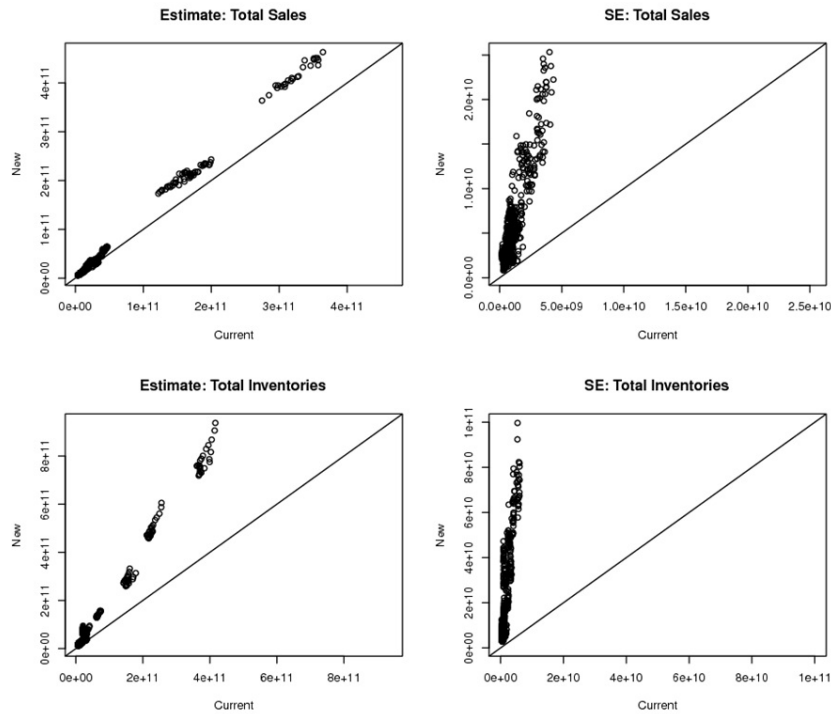 Estimate: Total Sales
New
0e+00 1e+11 2e+11 3e+11 4e+11
0e+00 1e+11 2e+11 3e+11 4e+11
Current
SE: Total Sales
New
0.0e+00 1.0e+10 2.0e+10
0.0e+00 5.0e+09 1.0e+10 1.5e+10 2.0e+10 2.5e+10
Current
Estimate: Total Inventories
New
0e+00 2e+11 4e+11 6e+11 8e+11
0e+00 2e+11 4e+11 6e+11 8e+11
Current
SE: Total Inventories
New
0e+00 2e+10 4e+10 6e+10 8e+10 1e+11
0e+00 2e+10 4e+10 6e+10 8e+10 1e+11
Current